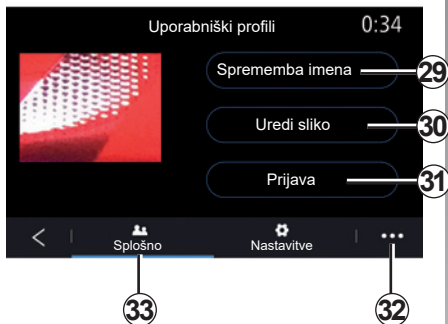 Uporabniški profili 0:34
Sprememba imena 29
Uredi sliko 30
Prijava 31
Splošno Nastavitve
33 32